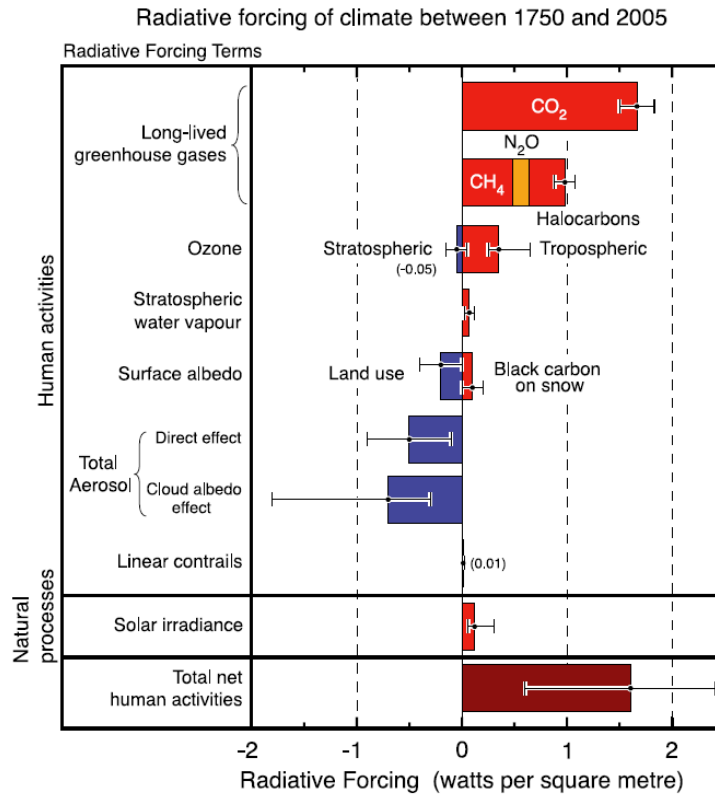 Radiative forcing of climate between 1750 and 2005
Radiative Forcing Terms
Human activities
Long-lived
greenhouse gases
CO₂
N₂O
CH₄
Halocarbons
Ozone
Stratospheric
(-0.05)
Tropospheric
Stratospheric
water vapour
Surface albedo
Land use
Black carbon
on snow
Total
Aerosol
Direct effect
Cloud albedo
effect
Linear contrails
(0.01)
Natural
processes
Solar irradiance
Total net
human activities
-2 -1 0 1 2
Radiative Forcing (watts per square metre)